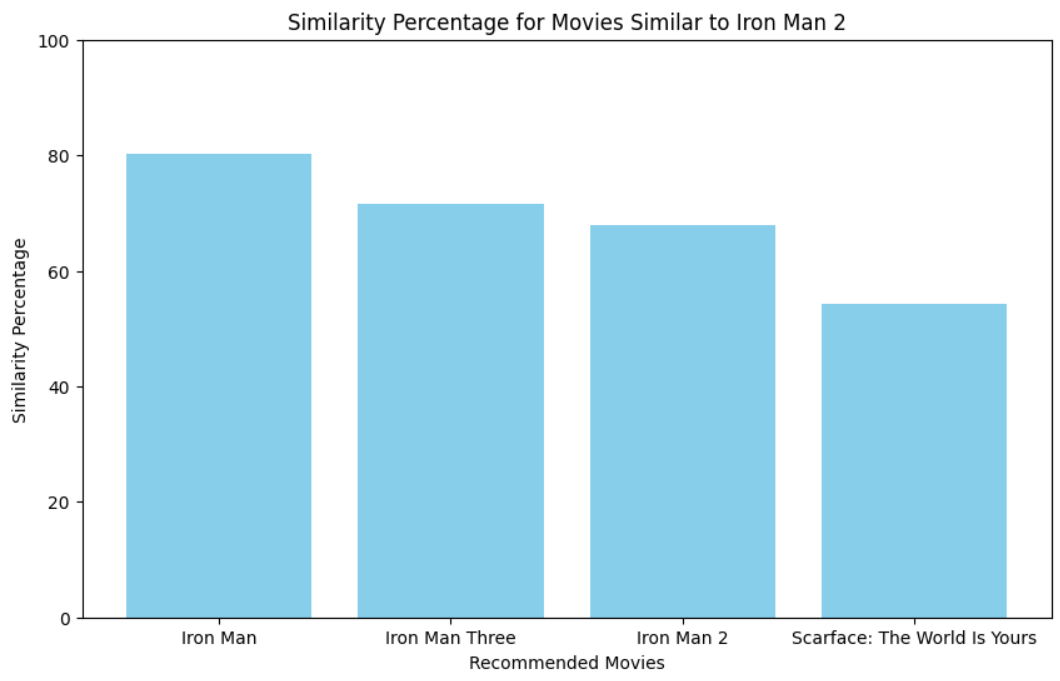 Similarity Percentage for Movies Similar to Iron Man 2
100
80
60
40
20
0
Similarity Percentage
Iron Man
Iron Man Three
Iron Man 2
Scarface: The World Is Yours
Recommended Movies